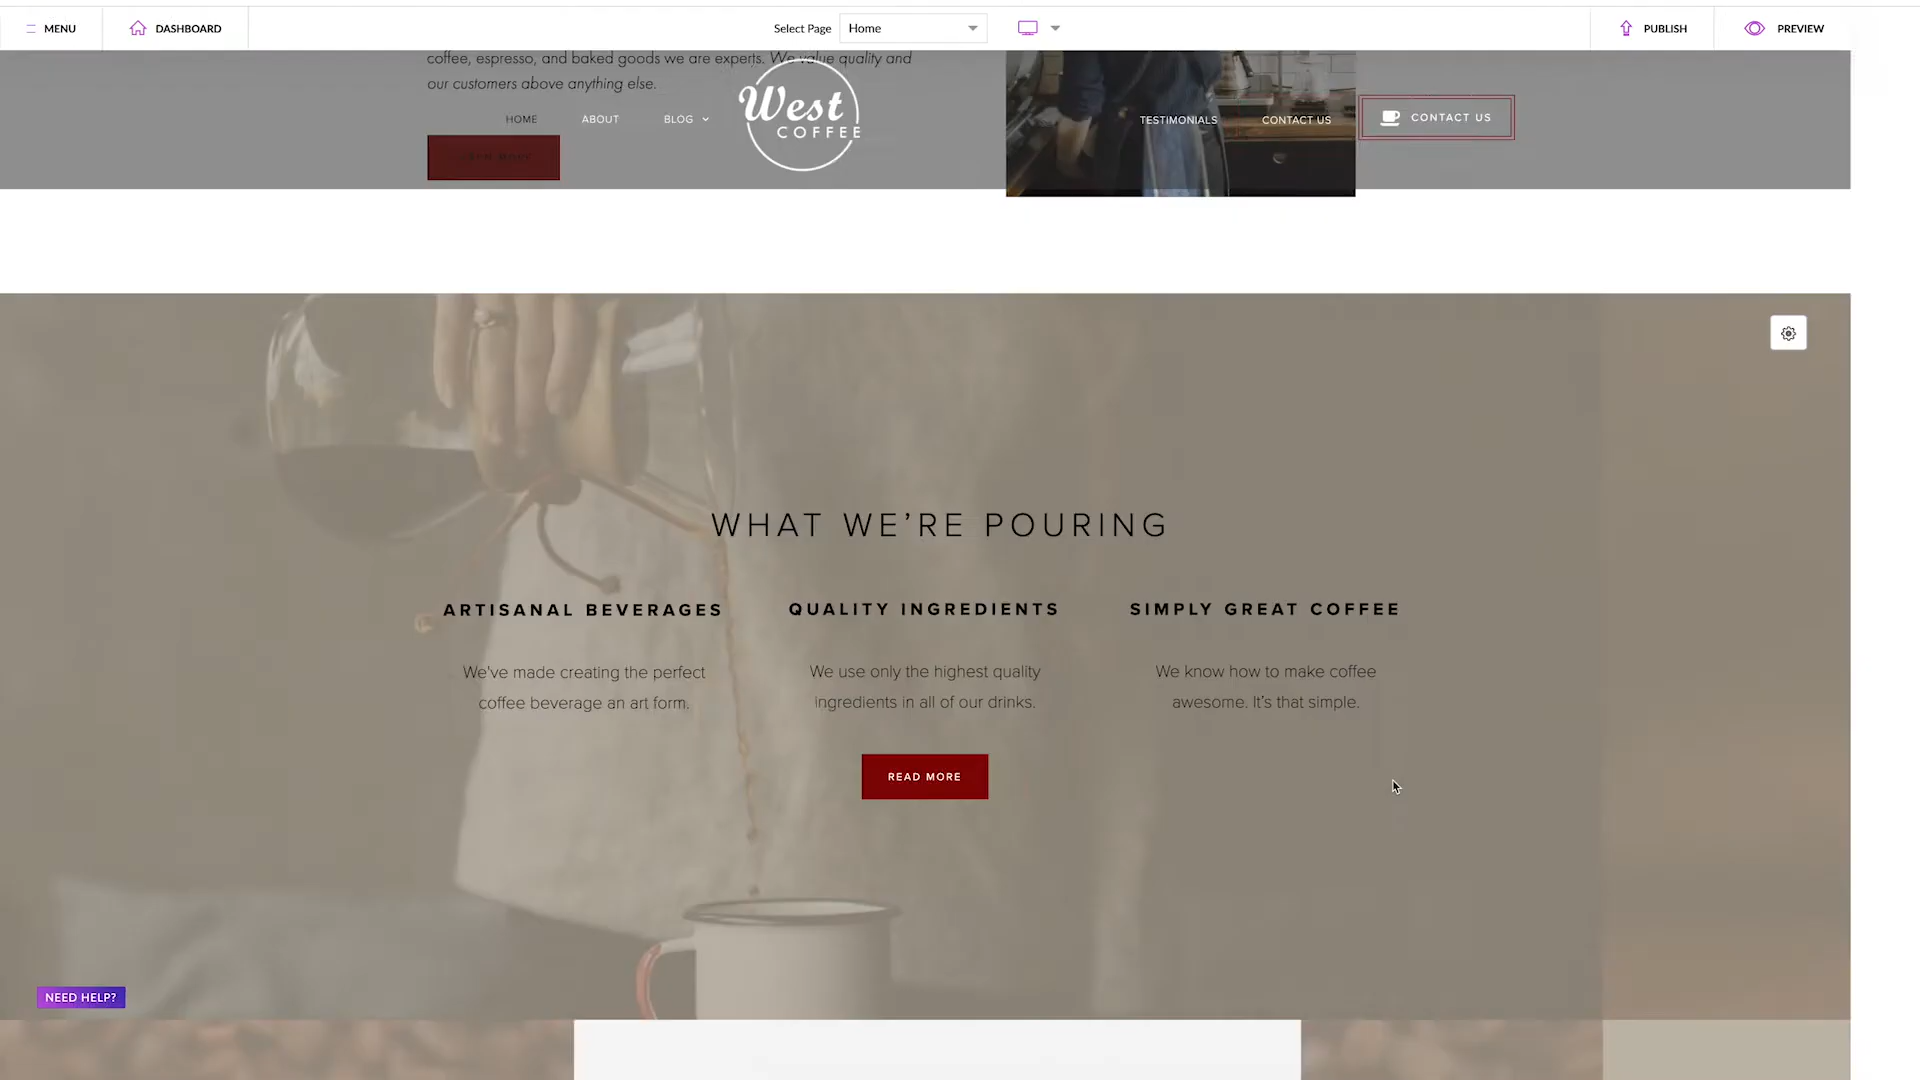 MENU
DASHBOARD
Select Page
Home
PUBLISH
PREVIEW
coffee, espresso, and baked goods we are experts. We value quality and
our customers above anything else.
HOME
ABOUT
BLOG
West
COFFEE
TESTIMONIALS
CONTACT US
CONTACT US
WHAT WE’RE POURING
ARTISANAL BEVERAGES
QUALITY INGREDIENTS
SIMPLY GREAT COFFEE
We've made creating the perfect
coffee beverage an art form.
We use only the highest quality
ingredients in all of our drinks.
We know how to make coffee
awesome. It’s that simple.
READ MORE
NEED HELP?